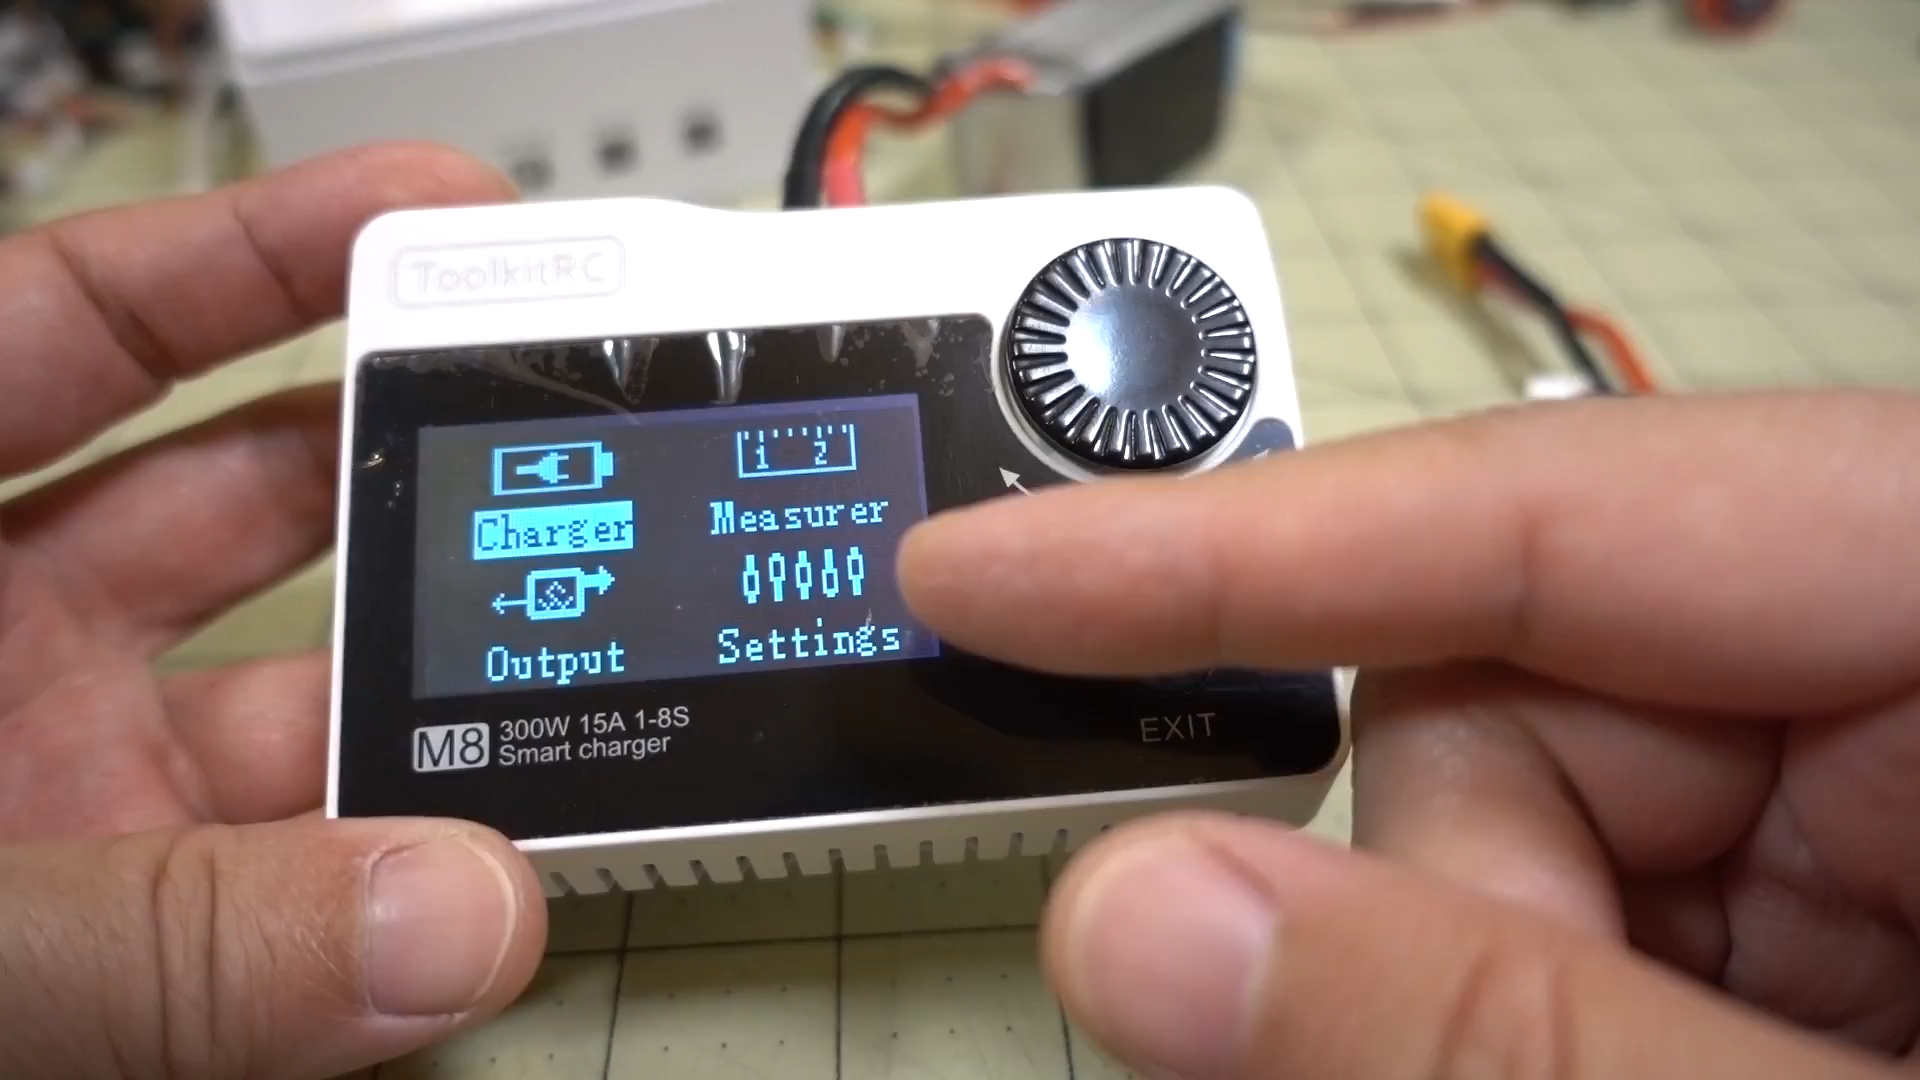 ToolkitRC
1 2
Charger
Measurer
Output
Settings
M8
300W 15A 1-8S
Smart charger
EXIT